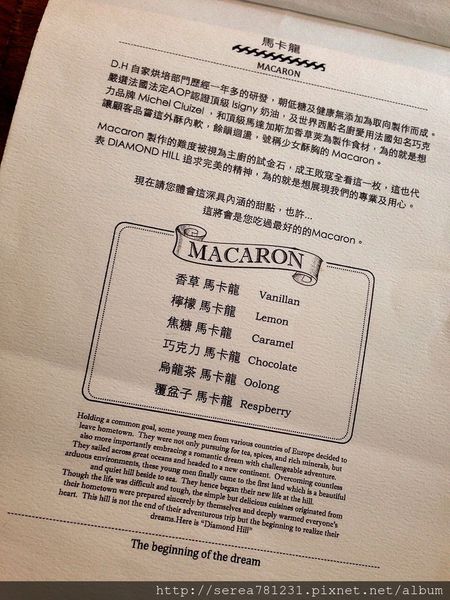 馬卡龍
MACARON
D.H 自家烘培部門歷經一年多的研發，朝低糖及健康無添加為取向製作而成。
嚴選法國法定AOP認證頂級 Isigny 奶油，及世界西點名廚愛用法國知名巧克
力品牌 Michel Cluizel ，和頂級馬達加斯加香草莢為製作食材，為的就是想
讓顧客品嘗這外酥內軟，餘韻迴盪，號稱少女酥胸的 Macaron。
Macaron 製作的難度被視為主廚的試金石，成王敗寇全看這一枚，這也代
表 DIAMOND HILL 追求完美的精神，為的就是想展現我們的專業及用心。
現在請您體會這深具內涵的甜點，也許...
這將會是您吃過最好的的Macaron。
MACARON
香草 馬卡龍 Vanillan
檸檬 馬卡龍 Lemon
焦糖 馬卡龍 Caramel
巧克力 馬卡龍 Chocolate
烏龍茶 馬卡龍 Oolong
覆盆子 馬卡龍 Respberry
Holding a common goal, some young men from various countries of Europe decided to
leave hometown. They were not only pursuing for tea, spices, and rich minerals, but
also more importantly embracing a romantic dream with challengeable adventure.
They sailed across great oceans and headed to a new continent. Overcoming countless
arduous environments, these young men finally came to the first land which is a beautiful
and quiet hill beside to sea. They hence began their new life at the hill.
Though the life was difficult and tough, the simple but delicious cuisines originated from
their hometown were prepared sincerely by themselves and deeply warmed everyone's
heart. This hill is not the end of their adventurous trip but the beginning to realize their
dreams.Here is "Diamond Hill"
The beginning of the dream
http://serea781231.pixnet.net/album